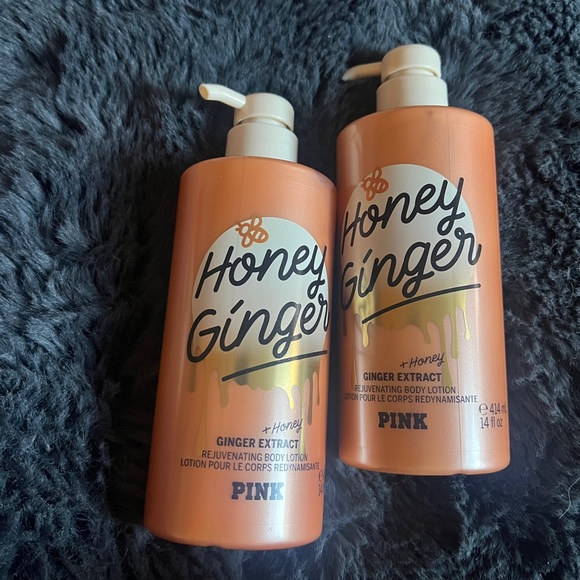 Honey
Ginger
+ Honey
GINGER EXTRACT
REJUVENATING BODY LOTION
LOTION POUR LE CORPS REDYNAMISANTE
PINK
Honey
Ginger
+ Honey
GINGER EXTRACT
REJUVENATING BODY LOTION
LOTION POUR LE CORPS REDYNAMISANTE
PINK
℮ 414 m
14 fl oz